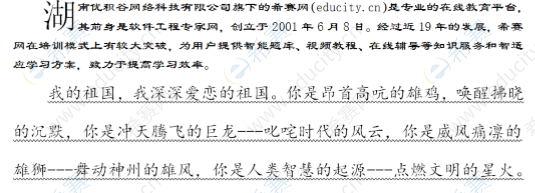 湖南优积谷网络科技有限公司旗下的希赛网(educity.cn)是专业的在线教育平台，
其前身是软件工程专家网，创立于 2001 年 6 月 8 日。经过近 19 年的发展，希赛
网在培训模式上有较大突破，为用户提供智能题库、视频教程、在线辅导等知识服务和智适
应学习方案，致力于提高学习效率。
我的祖国，我深深爱恋的祖国。你是昂首高吭的雄鸡，唤醒拂晓
的沉默，你是冲天腾飞的巨龙---叱咤时代的风云，你是威风凛凛的
雄狮---舞动神州的雄风，你是人类智慧的起源---点燃文明的星火。